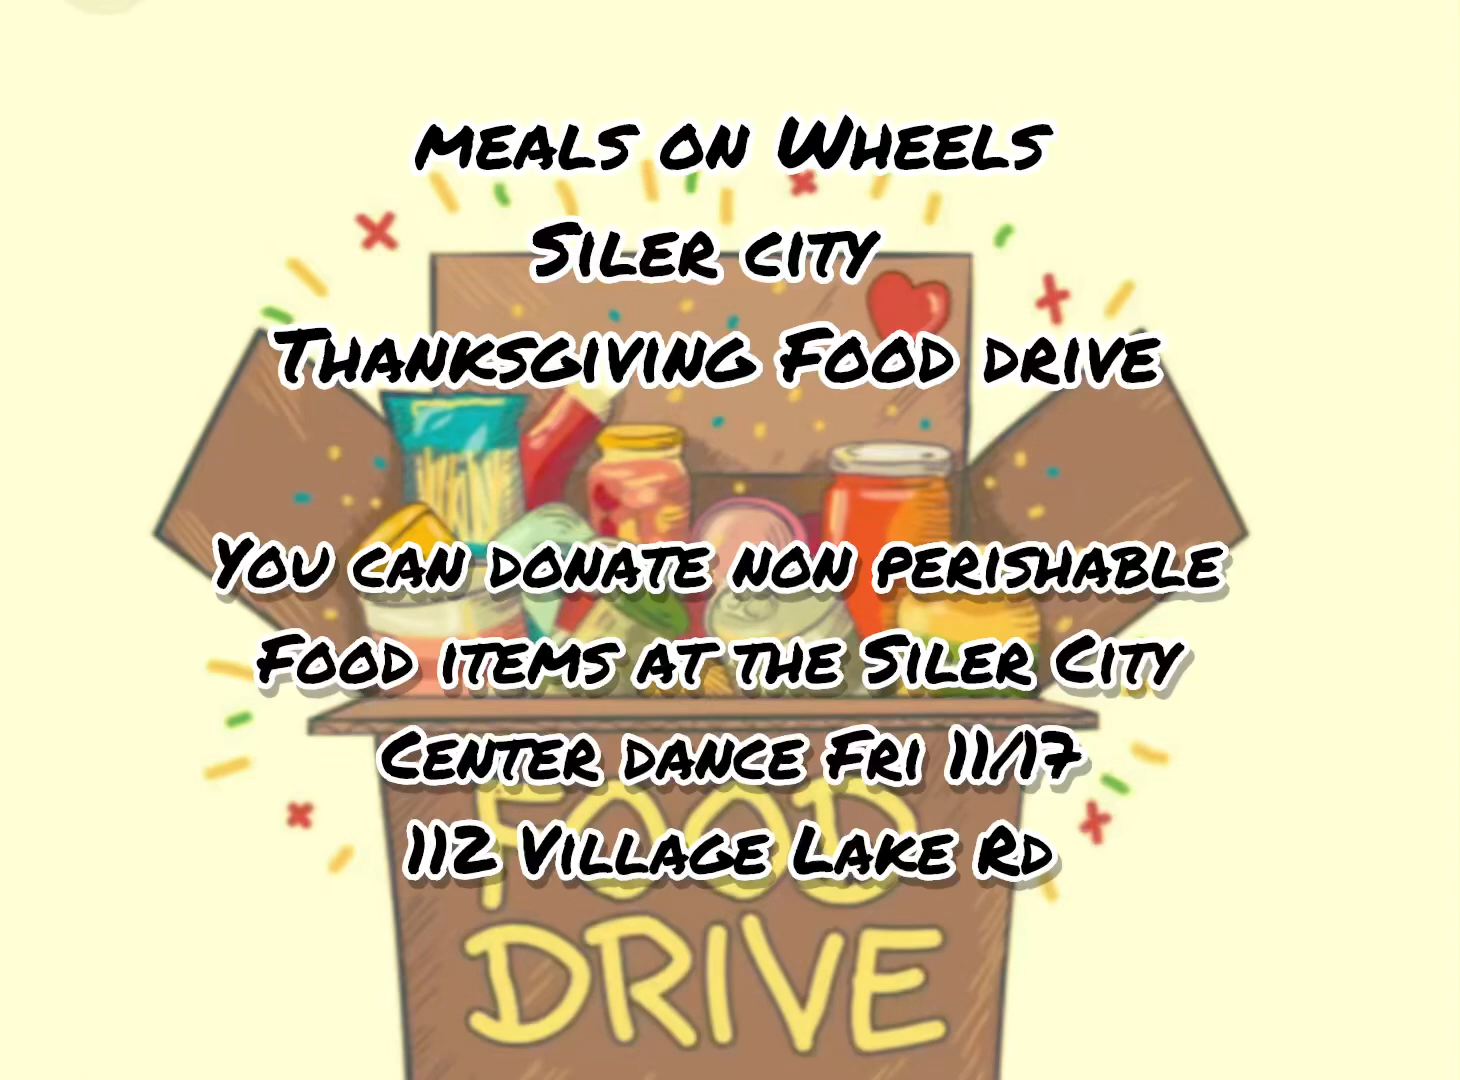 meals on Wheels
Siler city
Thanksgiving Food drive
You can donate non perishable
Food items at the Siler City
Center dance Fri 11/17
112 Village Lake Rd
FOOD
DRIVE